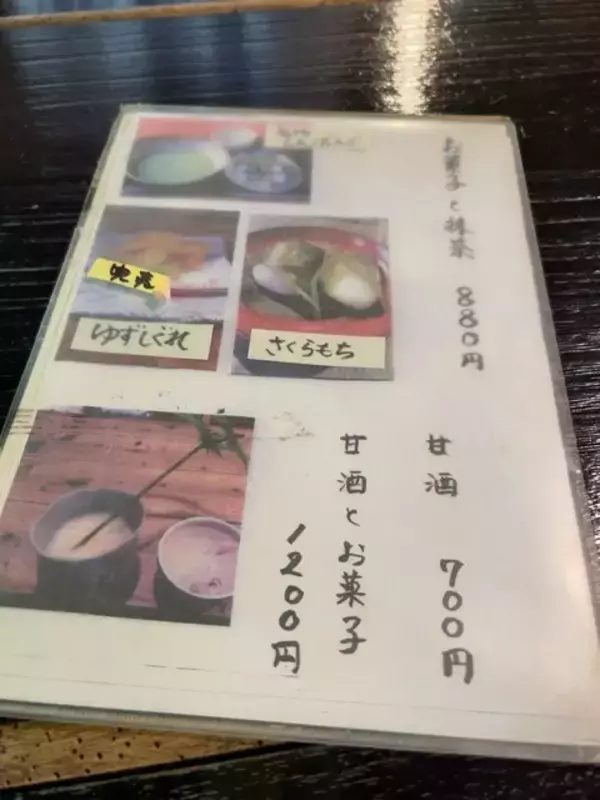 お菓子と抹茶 880円
甘酒 700円
甘酒とお菓子 1200円
完売
ゆずしぐれ
さくらもち